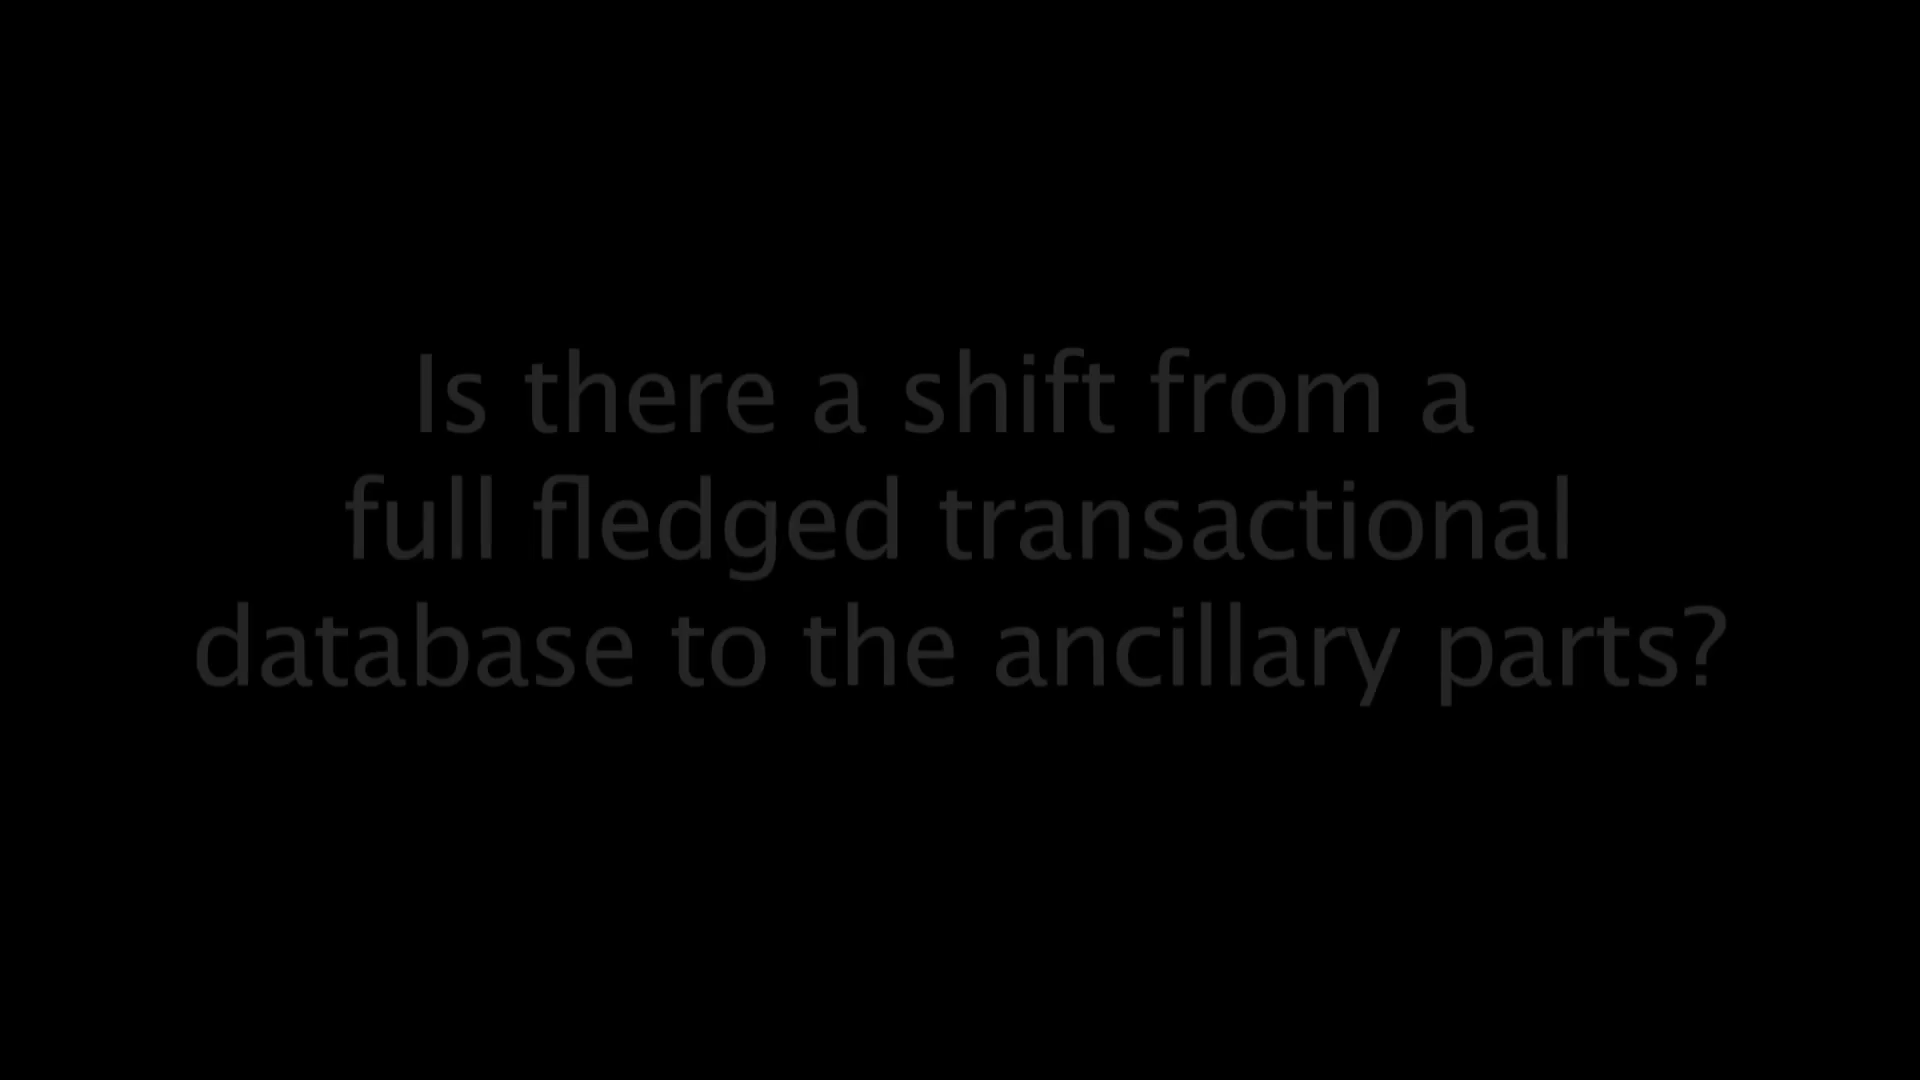 Is there a shift from a
full fledged transactional
database to the ancillary parts?